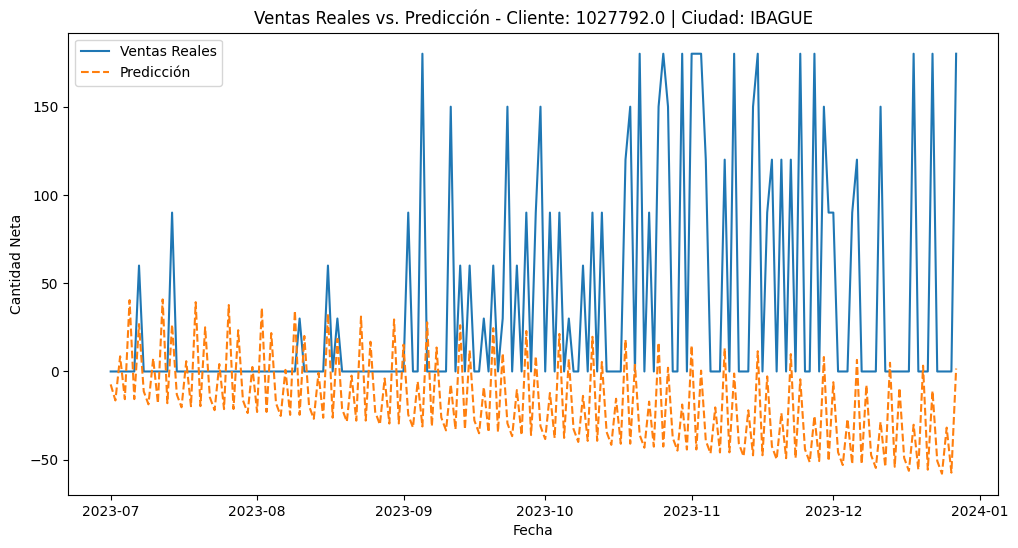 Ventas Reales vs. Predicción - Cliente: 1027792.0 | Ciudad: IBAGUE
Ventas Reales
Predicción
Cantidad Neta
150
100
50
0
−50
2023-07
2023-08
2023-09
2023-10
2023-11
2023-12
2024-01
Fecha